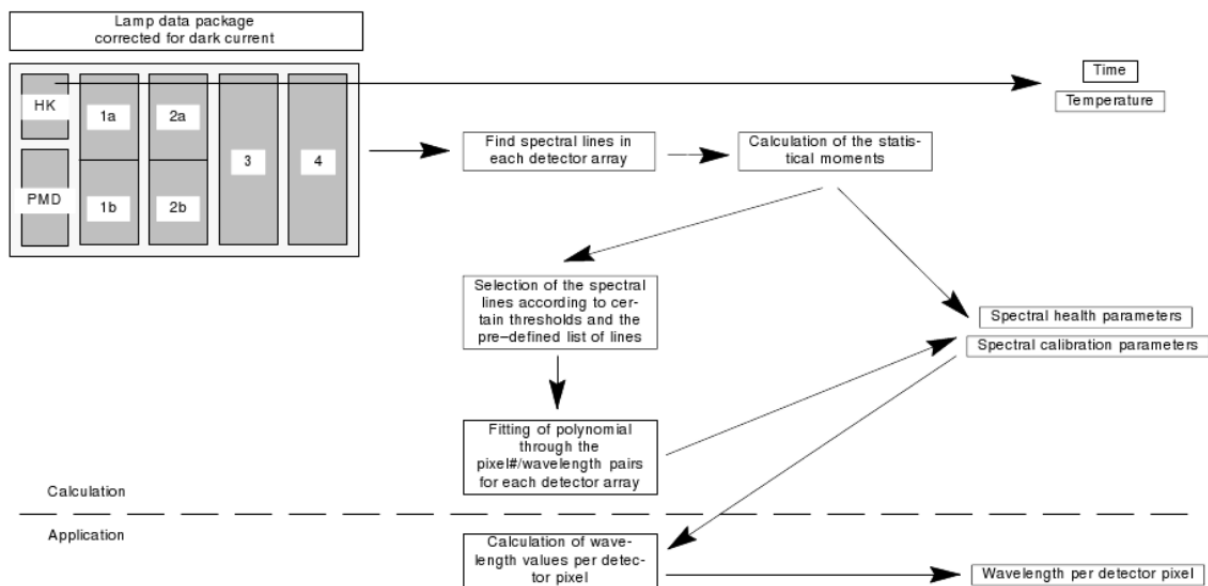 Lamp data package
corrected for dark current
HK
PMD
1a
1b
2a
2b
3
4
Time
Temperature
Find spectral lines in
each detector array
Calculation of the statis-
tical moments
Selection of the spectral
lines according to cer-
tain thresholds and the
pre–defined list of lines
Spectral health parameters
Spectral calibration parameters
Fitting of polynomial
through the
pixel#/wavelength pairs
for each detector array
Calculation
Application
Calculation of wave-
length values per detec-
tor pixel
Wavelength per detector pixel